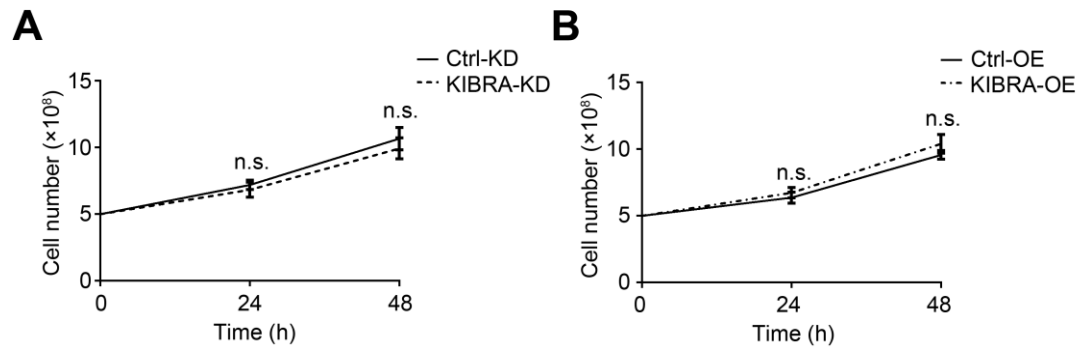 A
Ctrl-KD
KIBRA-KD
Cell number (×10⁸)
15
10
5
0
n.s.
n.s.
0
24
48
Time (h)
B
Ctrl-OE
KIBRA-OE
Cell number (×10⁸)
15
10
5
0
n.s.
n.s.
0
24
48
Time (h)